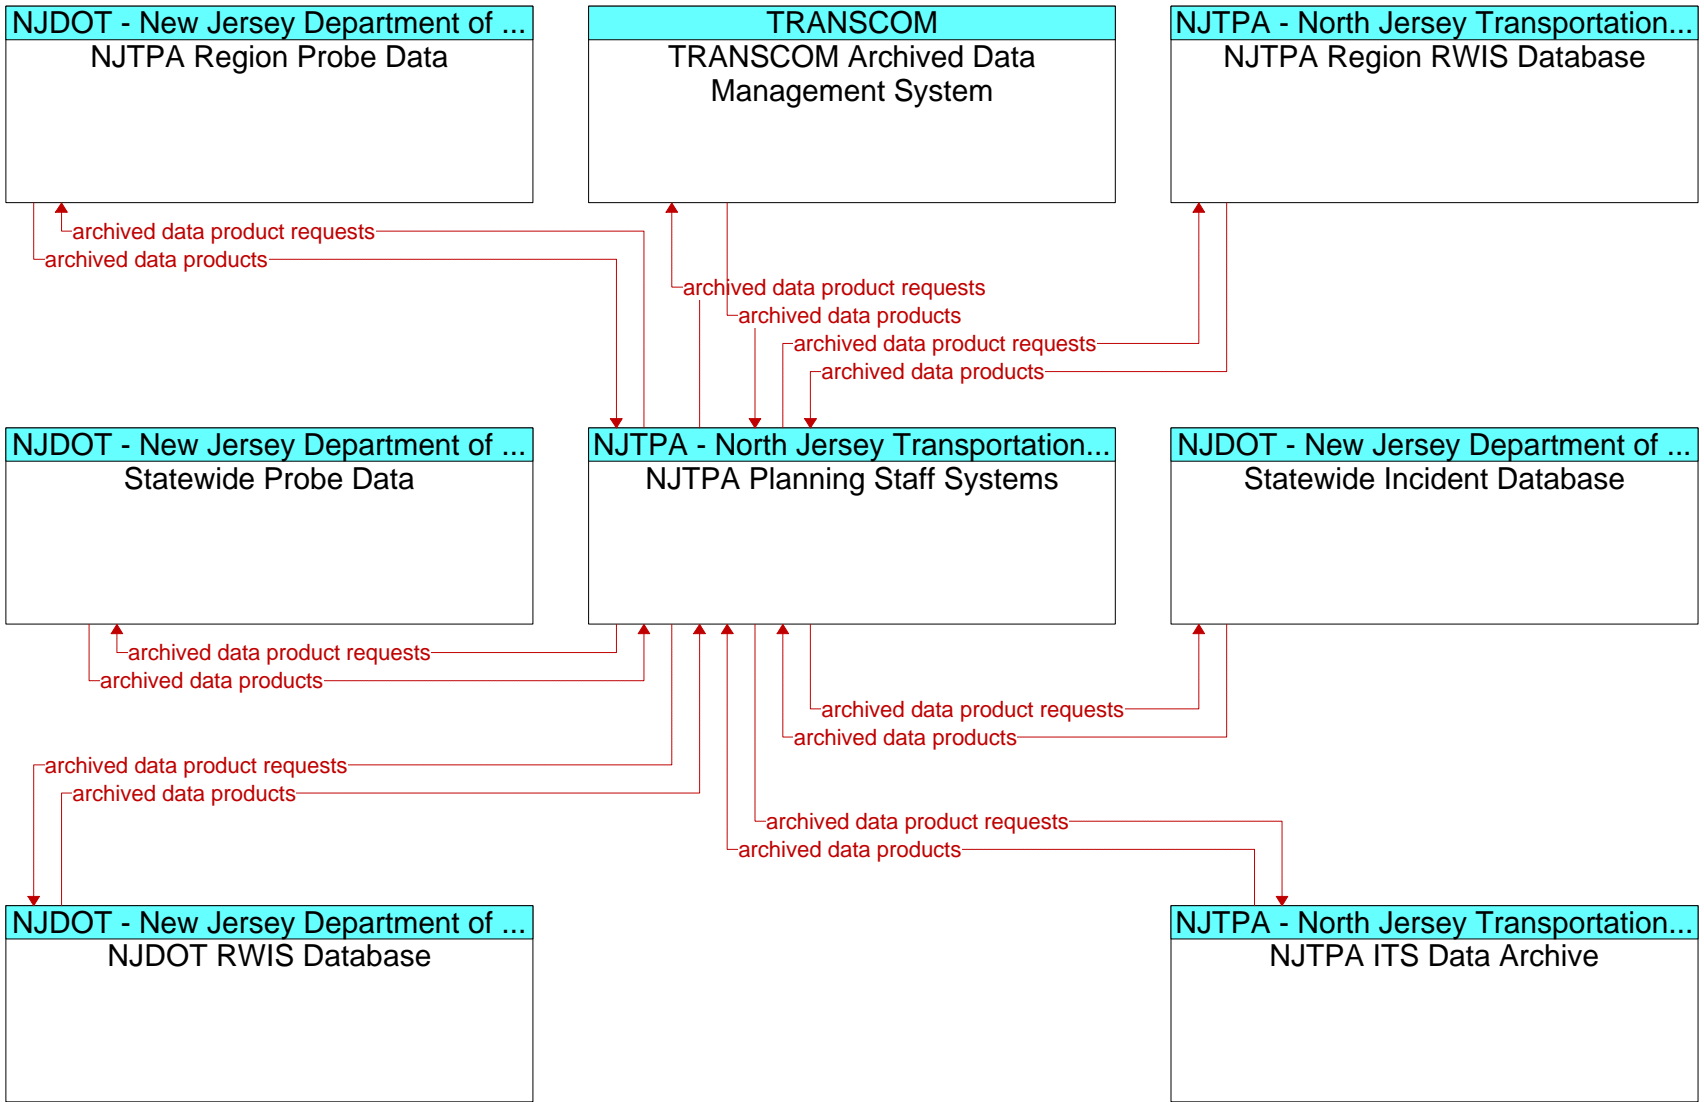 NJDOT - New Jersey Department of ...
NJTPA Region Probe Data
TRANSCOM
TRANSCOM Archived Data
Management System
NJTPA - North Jersey Transportation...
NJTPA Region RWIS Database
archived data product requests
archived data products
archived data product requests
archived data products
archived data product requests
archived data products
NJDOT - New Jersey Department of ...
Statewide Probe Data
NJTPA - North Jersey Transportation...
NJTPA Planning Staff Systems
NJDOT - New Jersey Department of ...
Statewide Incident Database
archived data product requests
archived data products
archived data product requests
archived data products
archived data product requests
archived data products
archived data product requests
archived data products
NJDOT - New Jersey Department of ...
NJDOT RWIS Database
NJTPA - North Jersey Transportation...
NJTPA ITS Data Archive